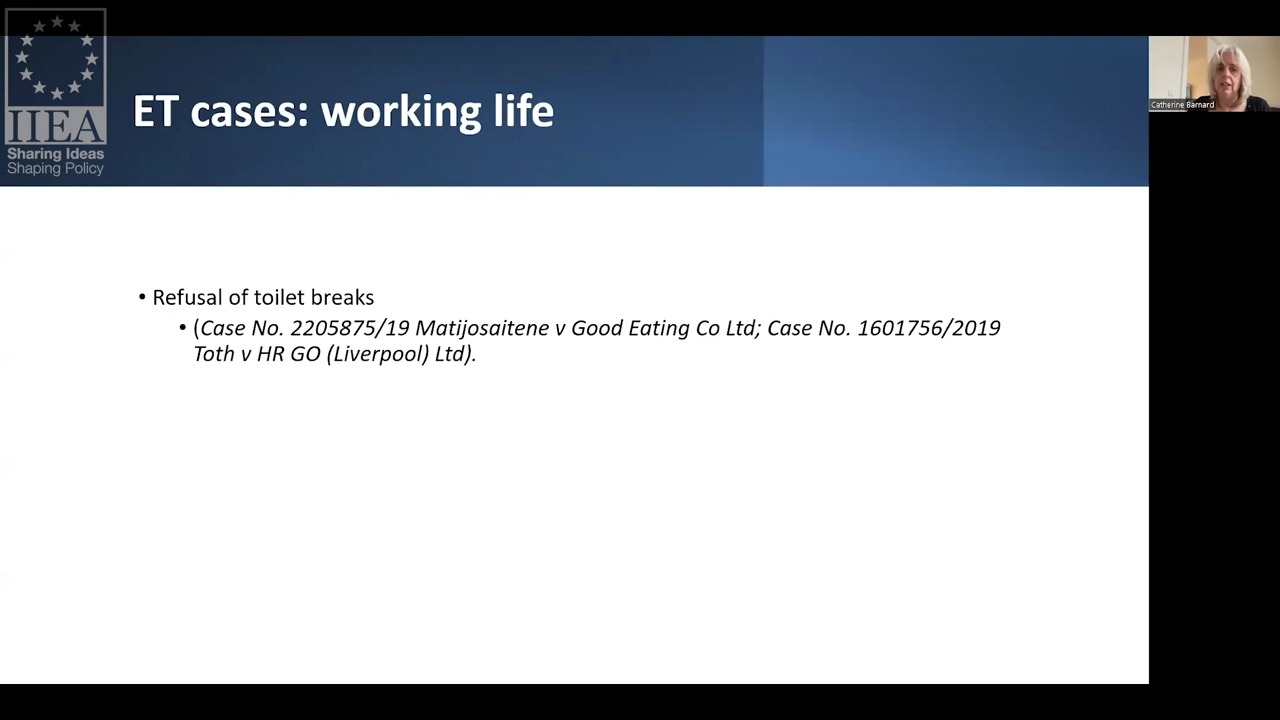 IIEA
Sharing Ideas
Shaping Policy
ET cases: working life
Catherine Barnard
• Refusal of toilet breaks
• (Case No. 2205875/19 Matijosaitene v Good Eating Co Ltd; Case No. 1601756/2019
Toth v HR GO (Liverpool) Ltd).